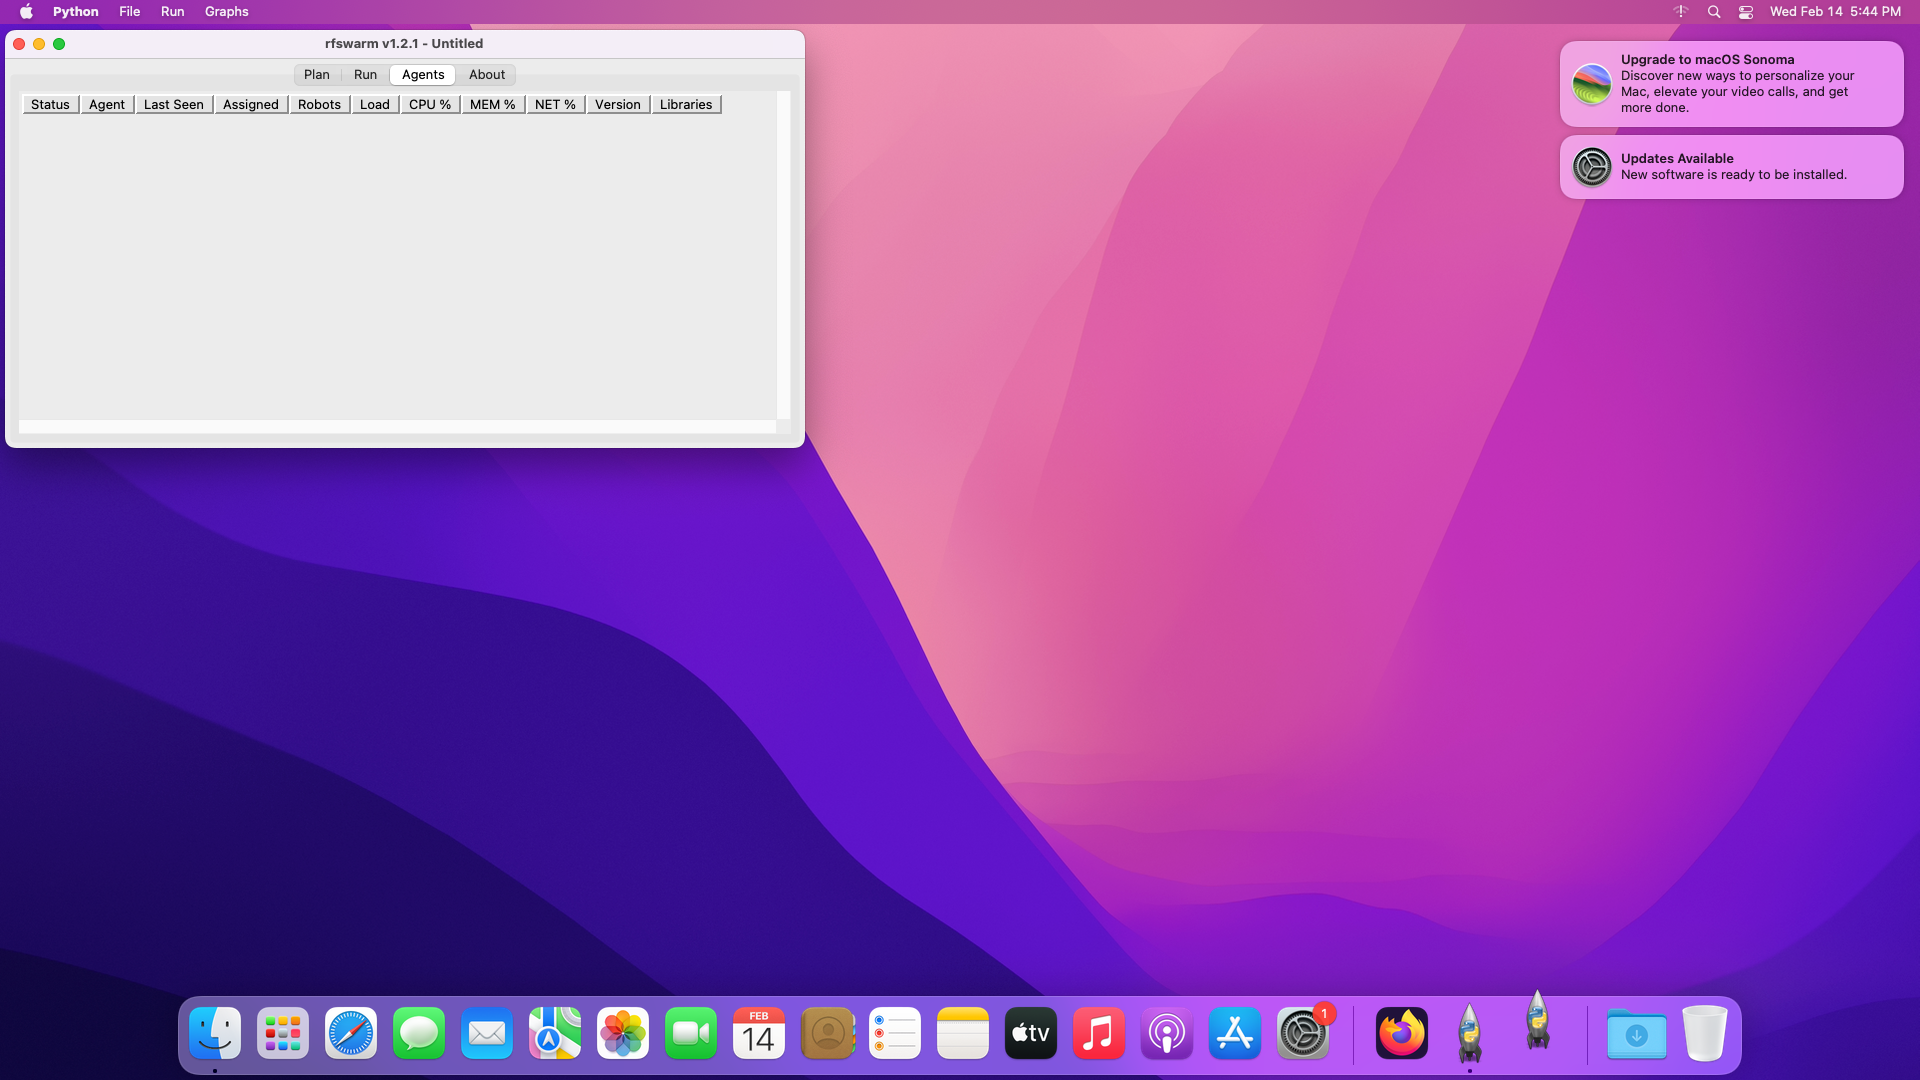 Python File Run Graphs
Wed Feb 14 5:44 PM
rfswarm v1.2.1 - Untitled
Plan Run Agents About
Status Agent Last Seen Assigned Robots Load CPU % MEM % NET % Version Libraries
Upgrade to macOS Sonoma
Discover new ways to personalize your
Mac, elevate your video calls, and get
more done.
Updates Available
New software is ready to be installed.
FEB
14
tv
1